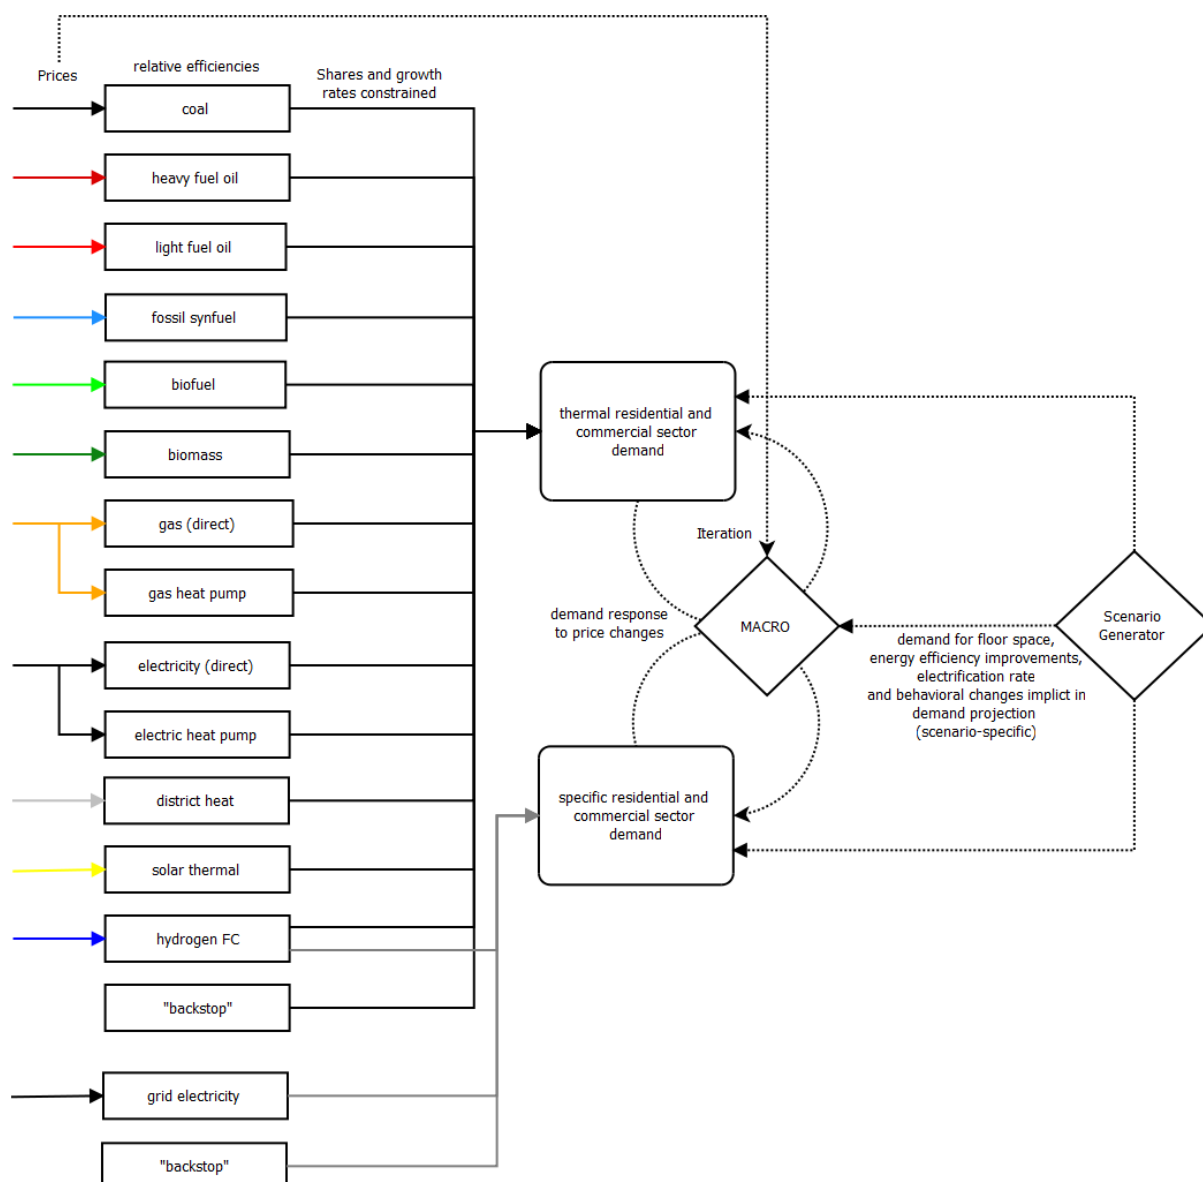 Prices
relative efficiencies
Shares and growth
rates constrained
coal
heavy fuel oil
light fuel oil
fossil synfuel
biofuel
biomass
gas (direct)
gas heat pump
electricity (direct)
electric heat pump
district heat
solar thermal
hydrogen FC
"backstop"
grid electricity
"backstop"
thermal residential and
commercial sector
demand
Iteration
demand response
to price changes
MACRO
specific residential and
commercial sector
demand
Scenario
Generator
demand for floor space,
energy efficiency improvements,
electrification rate
and behavioral changes implict in
demand projection
(scenario-specific)